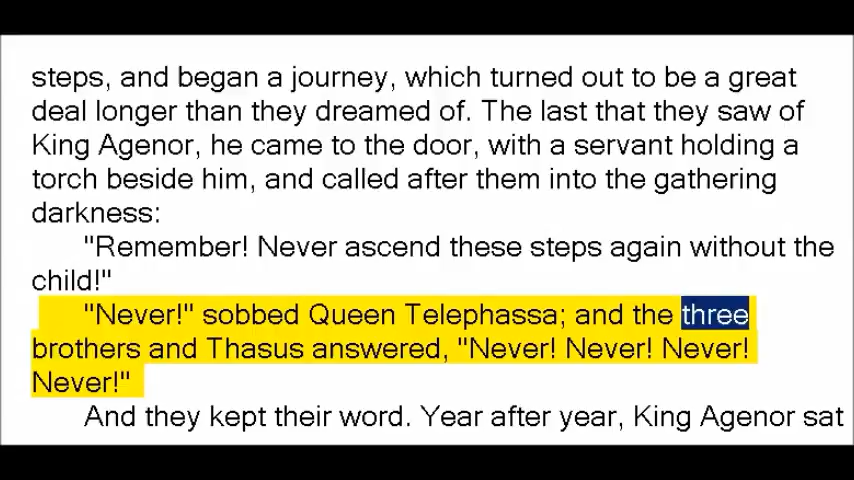 steps, and began a journey, which turned out to be a great
deal longer than they dreamed of. The last that they saw of
King Agenor, he came to the door, with a servant holding a
torch beside him, and called after them into the gathering
darkness:
"Remember! Never ascend these steps again without the
child!"
"Never!" sobbed Queen Telephassa; and the three
brothers and Thasus answered, "Never! Never! Never!
Never!"
And they kept their word. Year after year, King Agenor sat